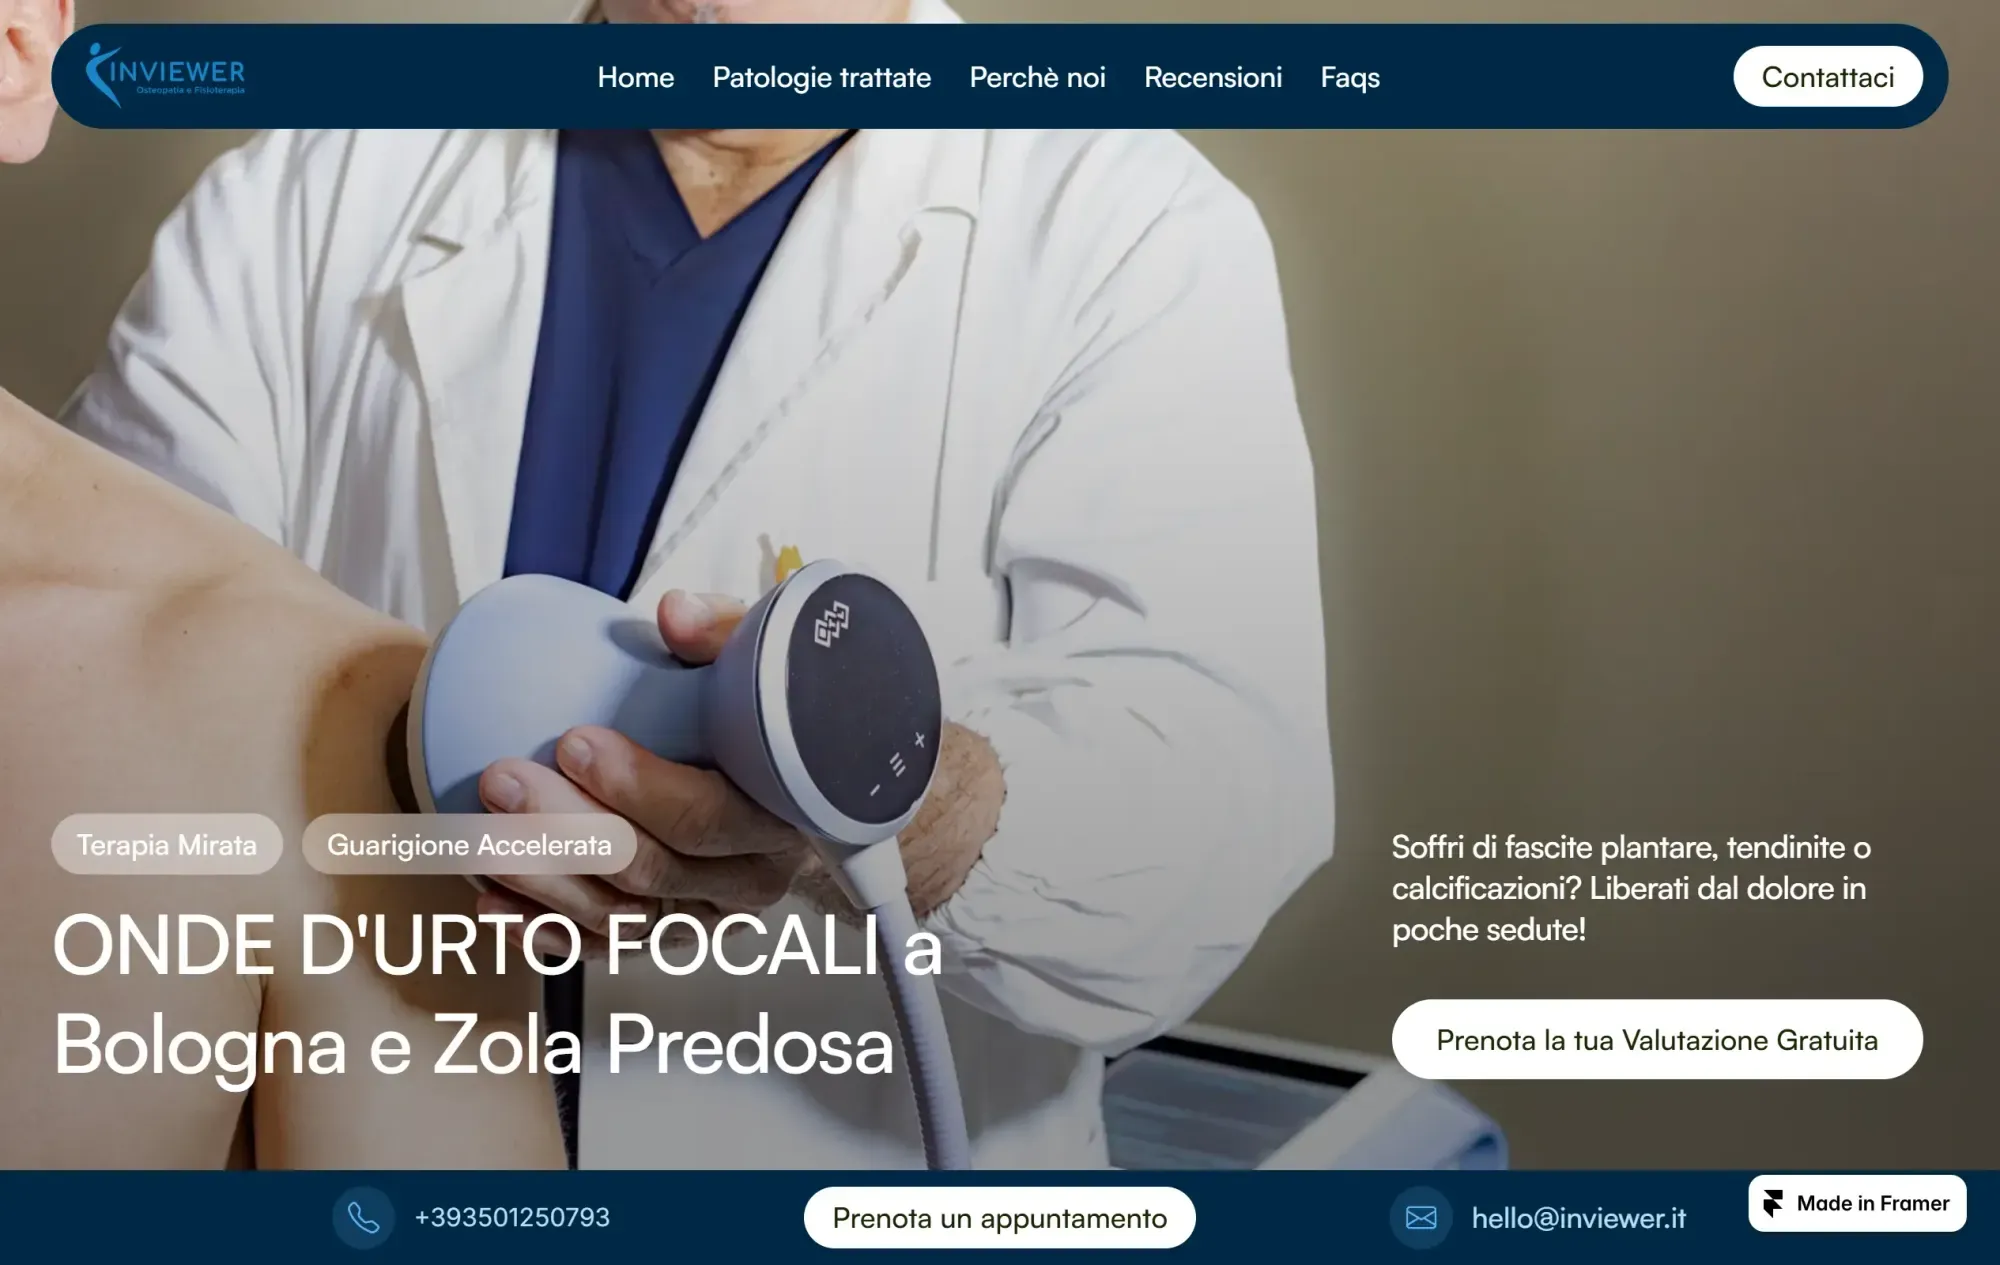 INVIEWER
Osteopatia e Fisioterapia
Home
Patologie trattate
Perchè noi
Recensioni
Faqs
Contattaci
Terapia Mirata
Guarigione Accelerata
ONDE D'URTO FOCALI a
Bologna e Zola Predosa
Soffri di fascite plantare, tendinite o
calcificazioni? Liberati dal dolore in
poche sedute!
Prenota la tua Valutazione Gratuita
+393501250793
Prenota un appuntamento
hello@inviewer.it
Made in Framer